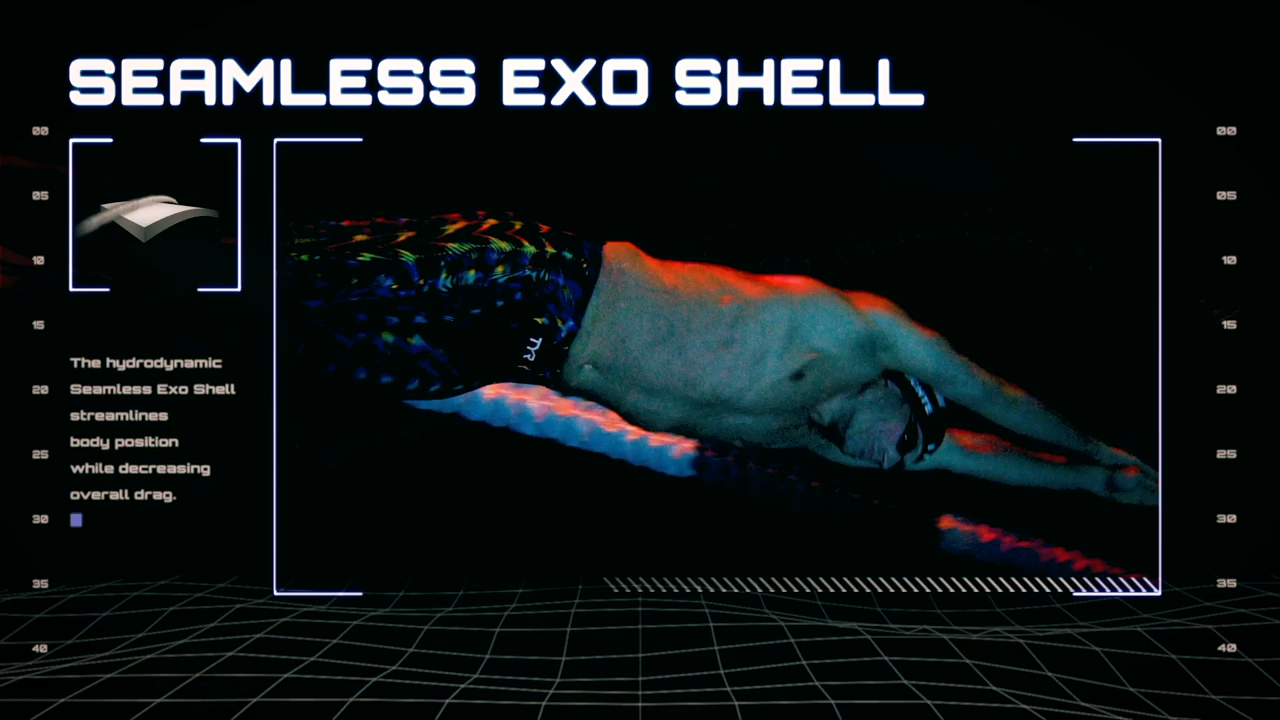 SEAMLESS EXO SHELL
00
05
10
15
20
25
30
35
40
The hydrodynamic
Seamless Exo Shell
streamlines
body position
while decreasing
overall drag.
TYR
00
05
10
15
20
25
30
35
40